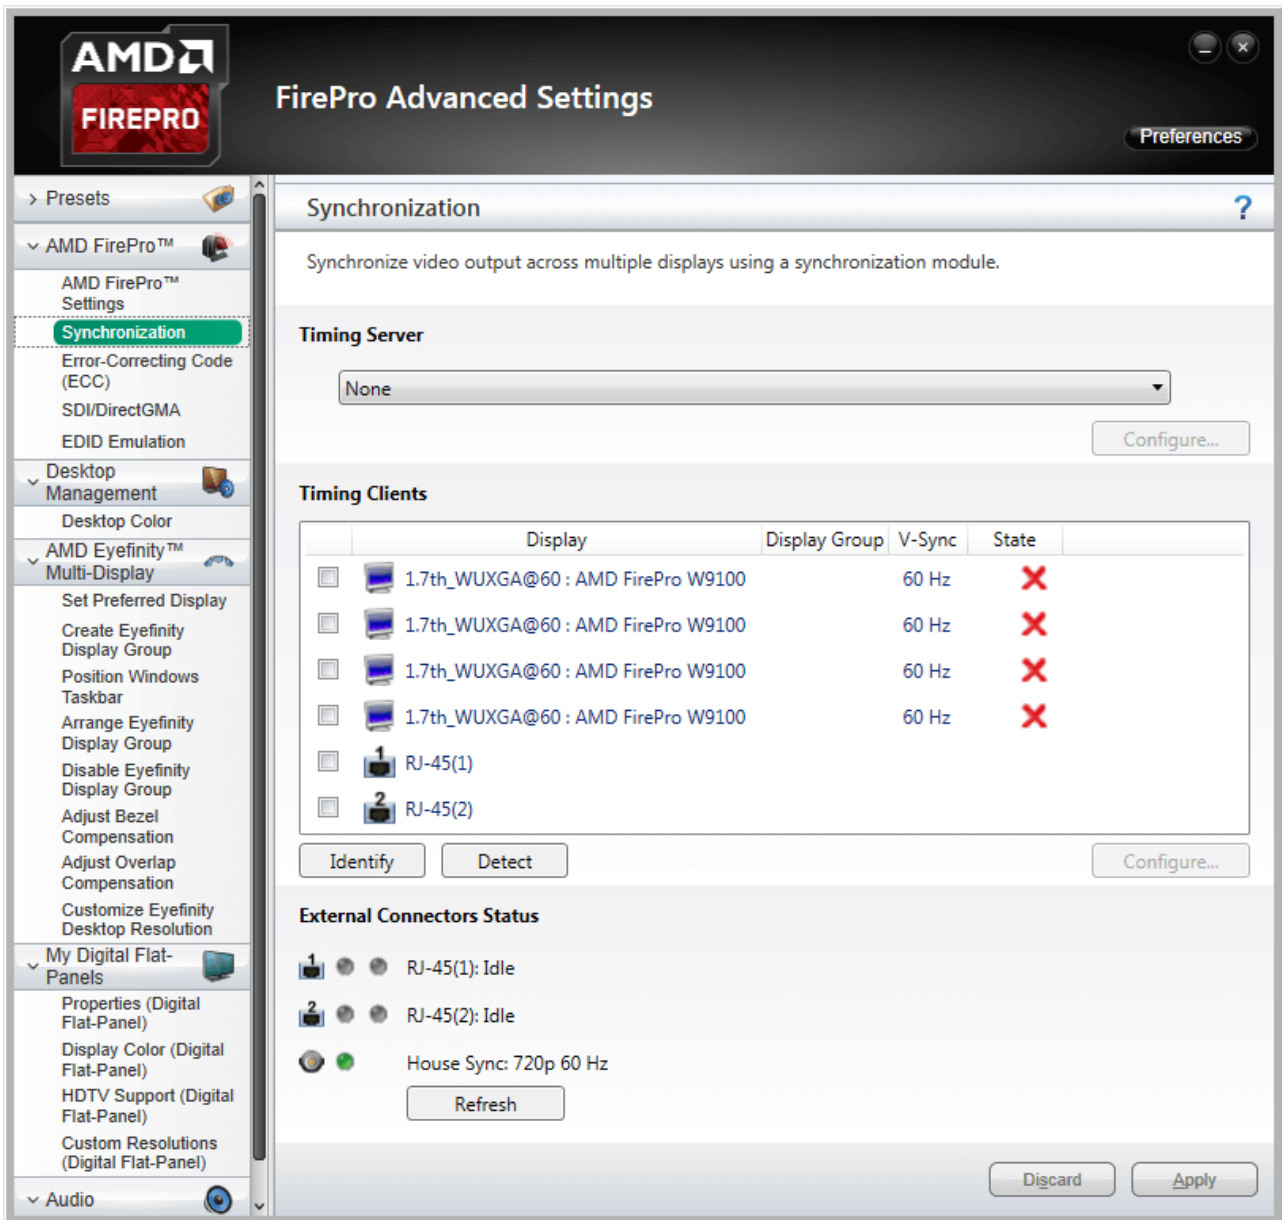 AMD
FIREPRO
FirePro Advanced Settings
Preferences
Presets
AMD FirePro™
AMD FirePro™
Settings
Synchronization
Error-Correcting Code
(ECC)
SDI/DirectGMA
EDID Emulation
Desktop
Management
Desktop Color
AMD Eyefinity™
Multi-Display
Set Preferred Display
Create Eyefinity
Display Group
Position Windows
Taskbar
Arrange Eyefinity
Display Group
Disable Eyefinity
Display Group
Adjust Bezel
Compensation
Adjust Overlap
Compensation
Customize Eyefinity
Desktop Resolution
My Digital Flat-
Panels
Properties (Digital
Flat-Panel)
Display Color (Digital
Flat-Panel)
HDTV Support (Digital
Flat-Panel)
Custom Resolutions
(Digital Flat-Panel)
Audio
Synchronization ?
Synchronize video output across multiple displays using a synchronization module.
Timing Server
None
Configure...
Timing Clients
Display Display Group V-Sync State
1.7th_WUXGA@60 : AMD FirePro W9100 60 Hz
1.7th_WUXGA@60 : AMD FirePro W9100 60 Hz
1.7th_WUXGA@60 : AMD FirePro W9100 60 Hz
1.7th_WUXGA@60 : AMD FirePro W9100 60 Hz
1 RJ-45(1)
2 RJ-45(2)
Identify Detect Configure...
External Connectors Status
1 RJ-45(1): Idle
2 RJ-45(2): Idle
House Sync: 720p 60 Hz
Refresh
Discard Apply